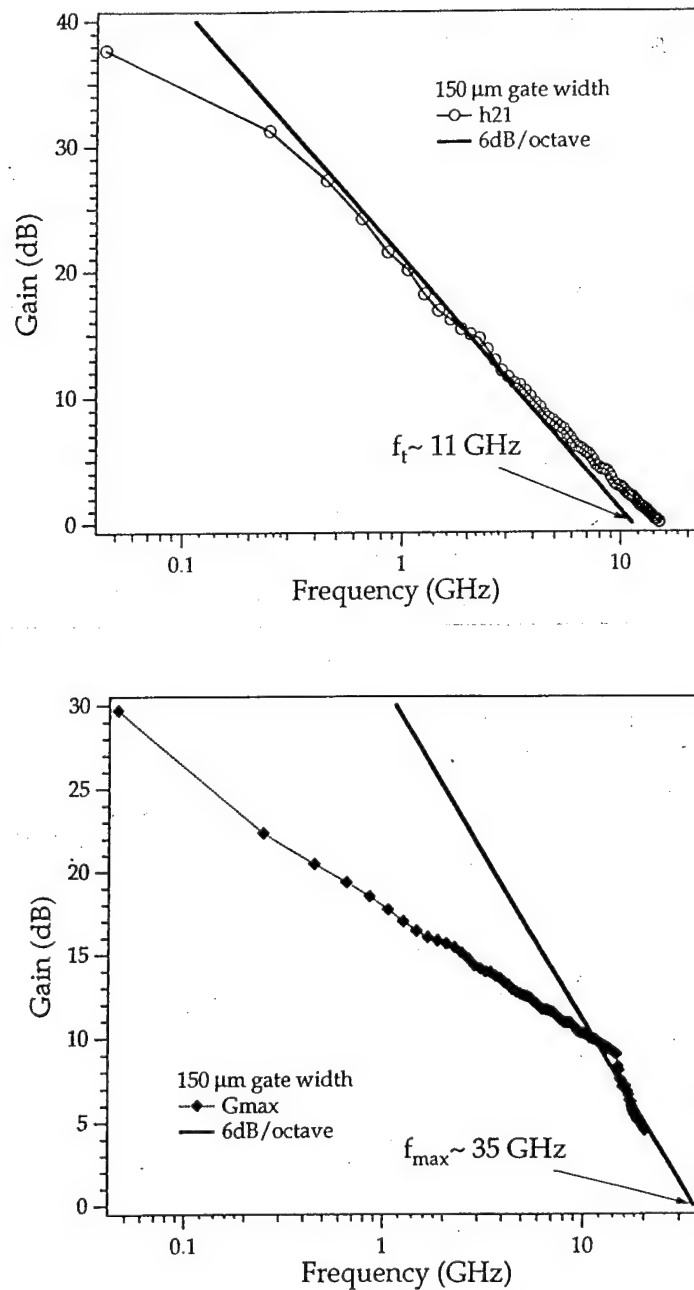 40
30
20
10
0
Gain (dB)
150 μm gate width
h21
6dB/octave
fₜ~ 11 GHz
0.1
1
10
Frequency (GHz)
30
25
20
15
10
5
0
Gain (dB)
150 μm gate width
Gmax
6dB/octave
fₘₐₓ~ 35 GHz
0.1
1
10
Frequency (GHz)